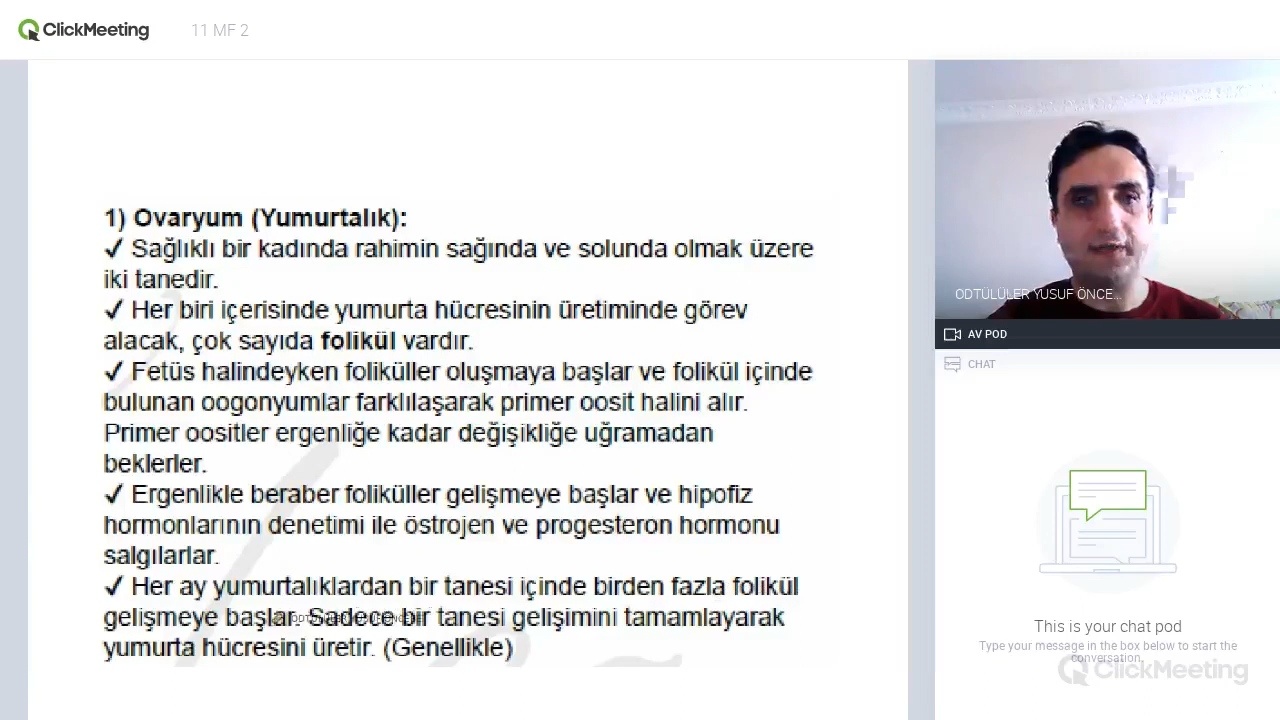 ClickMeeting
11 MF 2
1) Ovaryum (Yumurtalık):
✓ Sağlıklı bir kadında rahimin sağında ve solunda olmak üzere
iki tanedir.
✓ Her biri içerisinde yumurta hücresinin üretiminde görev
alacak, çok sayıda folikül vardır.
✓ Fetüs halindeyken foliküller oluşmaya başlar ve folikül içinde
bulunan oogonyumlar farklılaşarak primer oosit halini alır.
Primer oositler ergenliğe kadar değişikliğe uğramadan
beklerler.
✓ Ergenlikle beraber foliküller gelişmeye başlar ve hipofiz
hormonlarının denetimi ile östrojen ve progesteron hormonu
salgılarlar.
✓ Her ay yumurtalıklardan bir tanesi içinde birden fazla folikül
gelişmeye başlar. Sadece bir tanesi gelişimini tamamlayarak
yumurta hücresini üretir. (Genellikle)
ODTÜLÜLER YUSUF ÖNCE...
AV POD
CHAT
This is your chat pod
Type your message in the box below to start the
conversation.
ClickMeeting